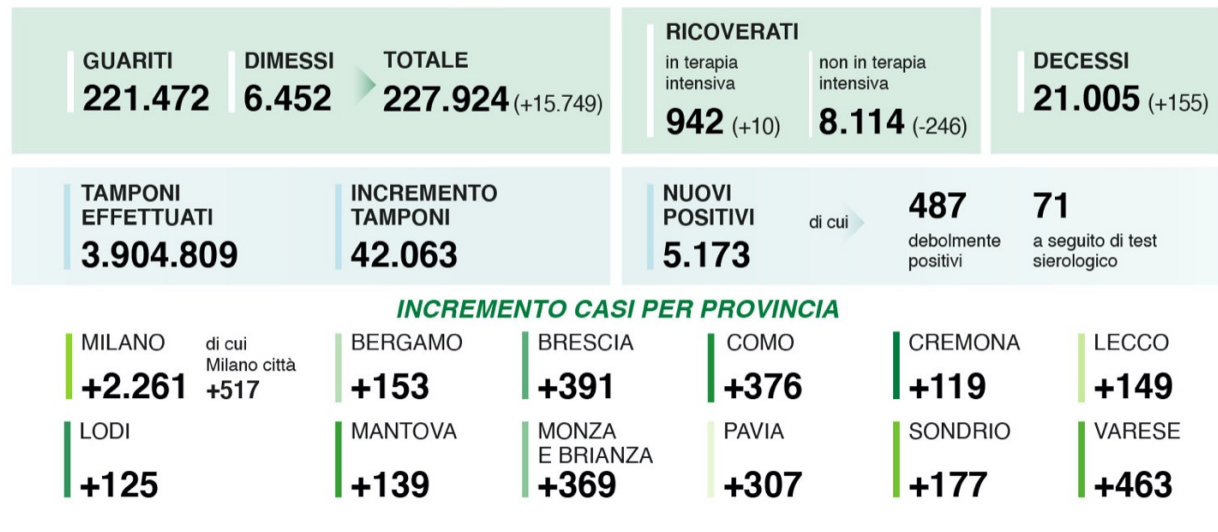 GUARITI
221.472
DIMESSI
6.452
TOTALE
227.924 (+15.749)
RICOVERATI
in terapia
intensiva
942 (+10)
non in terapia
intensiva
8.114 (-246)
DECESSI
21.005 (+155)
TAMPONI
EFFETTUATI
3.904.809
INCREMENTO
TAMPONI
42.063
NUOVI
POSITIVI
5.173
di cui
487
debolmente
positivi
71
a seguito di test
sierologico
INCREMENTO CASI PER PROVINCIA
MILANO
+2.261
di cui
Milano città
+517
BERGAMO
+153
BRESCIA
+391
COMO
+376
CREMONA
+119
LECCO
+149
LODI
+125
MANTOVA
+139
MONZA
E BRIANZA
+369
PAVIA
+307
SONDRIO
+177
VARESE
+463